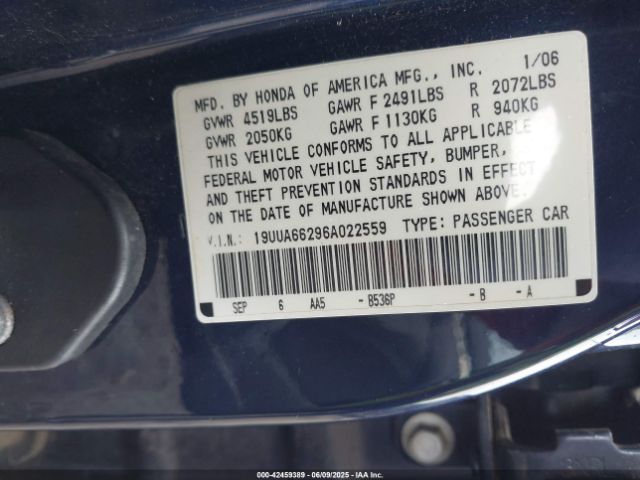 MFD. BY HONDA OF AMERICA MFG., INC. 1/06
GVWR 4519LBS GAWR F 2491LBS R 2072LBS
GVWR 2050KG GAWR F 1130KG R 940KG
THIS VEHICLE CONFORMS TO ALL APPLICABLE
FEDERAL MOTOR VEHICLE SAFETY, BUMPER,
AND THEFT PREVENTION STANDARDS IN EFFECT
ON THE DATE OF MANUFACTURE SHOWN ABOVE.
V.I.N.: 19UUA66296A022559 TYPE: PASSENGER CAR
SEP 6 AA5 - B536P - B - A
000-42459389 - 06/09/2025 - IAA Inc.